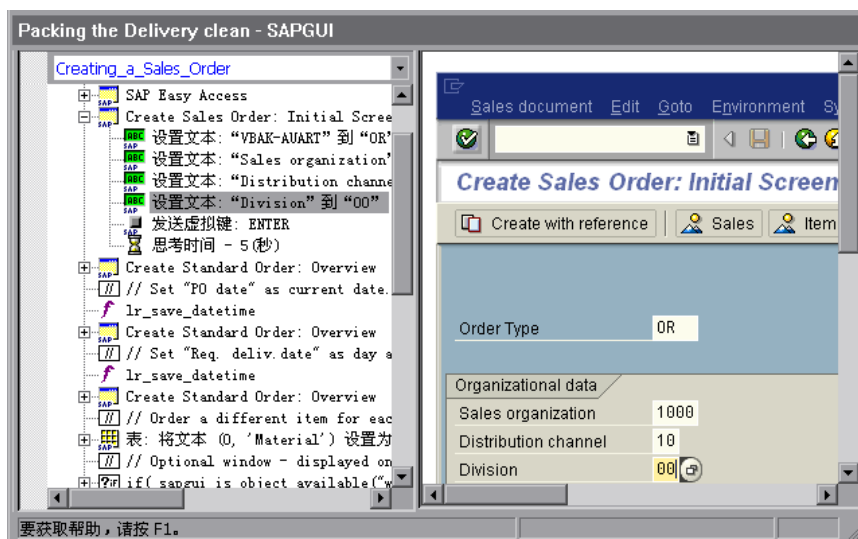 Packing the Delivery clean - SAPGUI
Creating_a_Sales_Order
SAP Easy Access
Create Sales Order: Initial Scree
设置文本: “VBAK-AUART” 到 “OR”
设置文本: “Sales organization”
设置文本: “Distribution channe
设置文本: “Division” 到 “00”
发送虚拟键: ENTER
思考时间 - 5(秒)
Create Standard Order: Overview
// Set “PO date” as current date.
lr_save_datetime
Create Standard Order: Overview
// Set “Req. deliv.date” as day a
lr_save_datetime
Create Standard Order: Overview
// Order a different item for eac
表: 将文本 (0, 'Material') 设置为
// Optional window - displayed on
if( sapgui_is_object_available(“w
Sales document Edit Goto Environment Sy
Create Sales Order: Initial Screen
Create with reference Sales Item
Order Type OR
Organizational data
Sales organization 1000
Distribution channel 10
Division 00
要获取帮助，请按 F1。